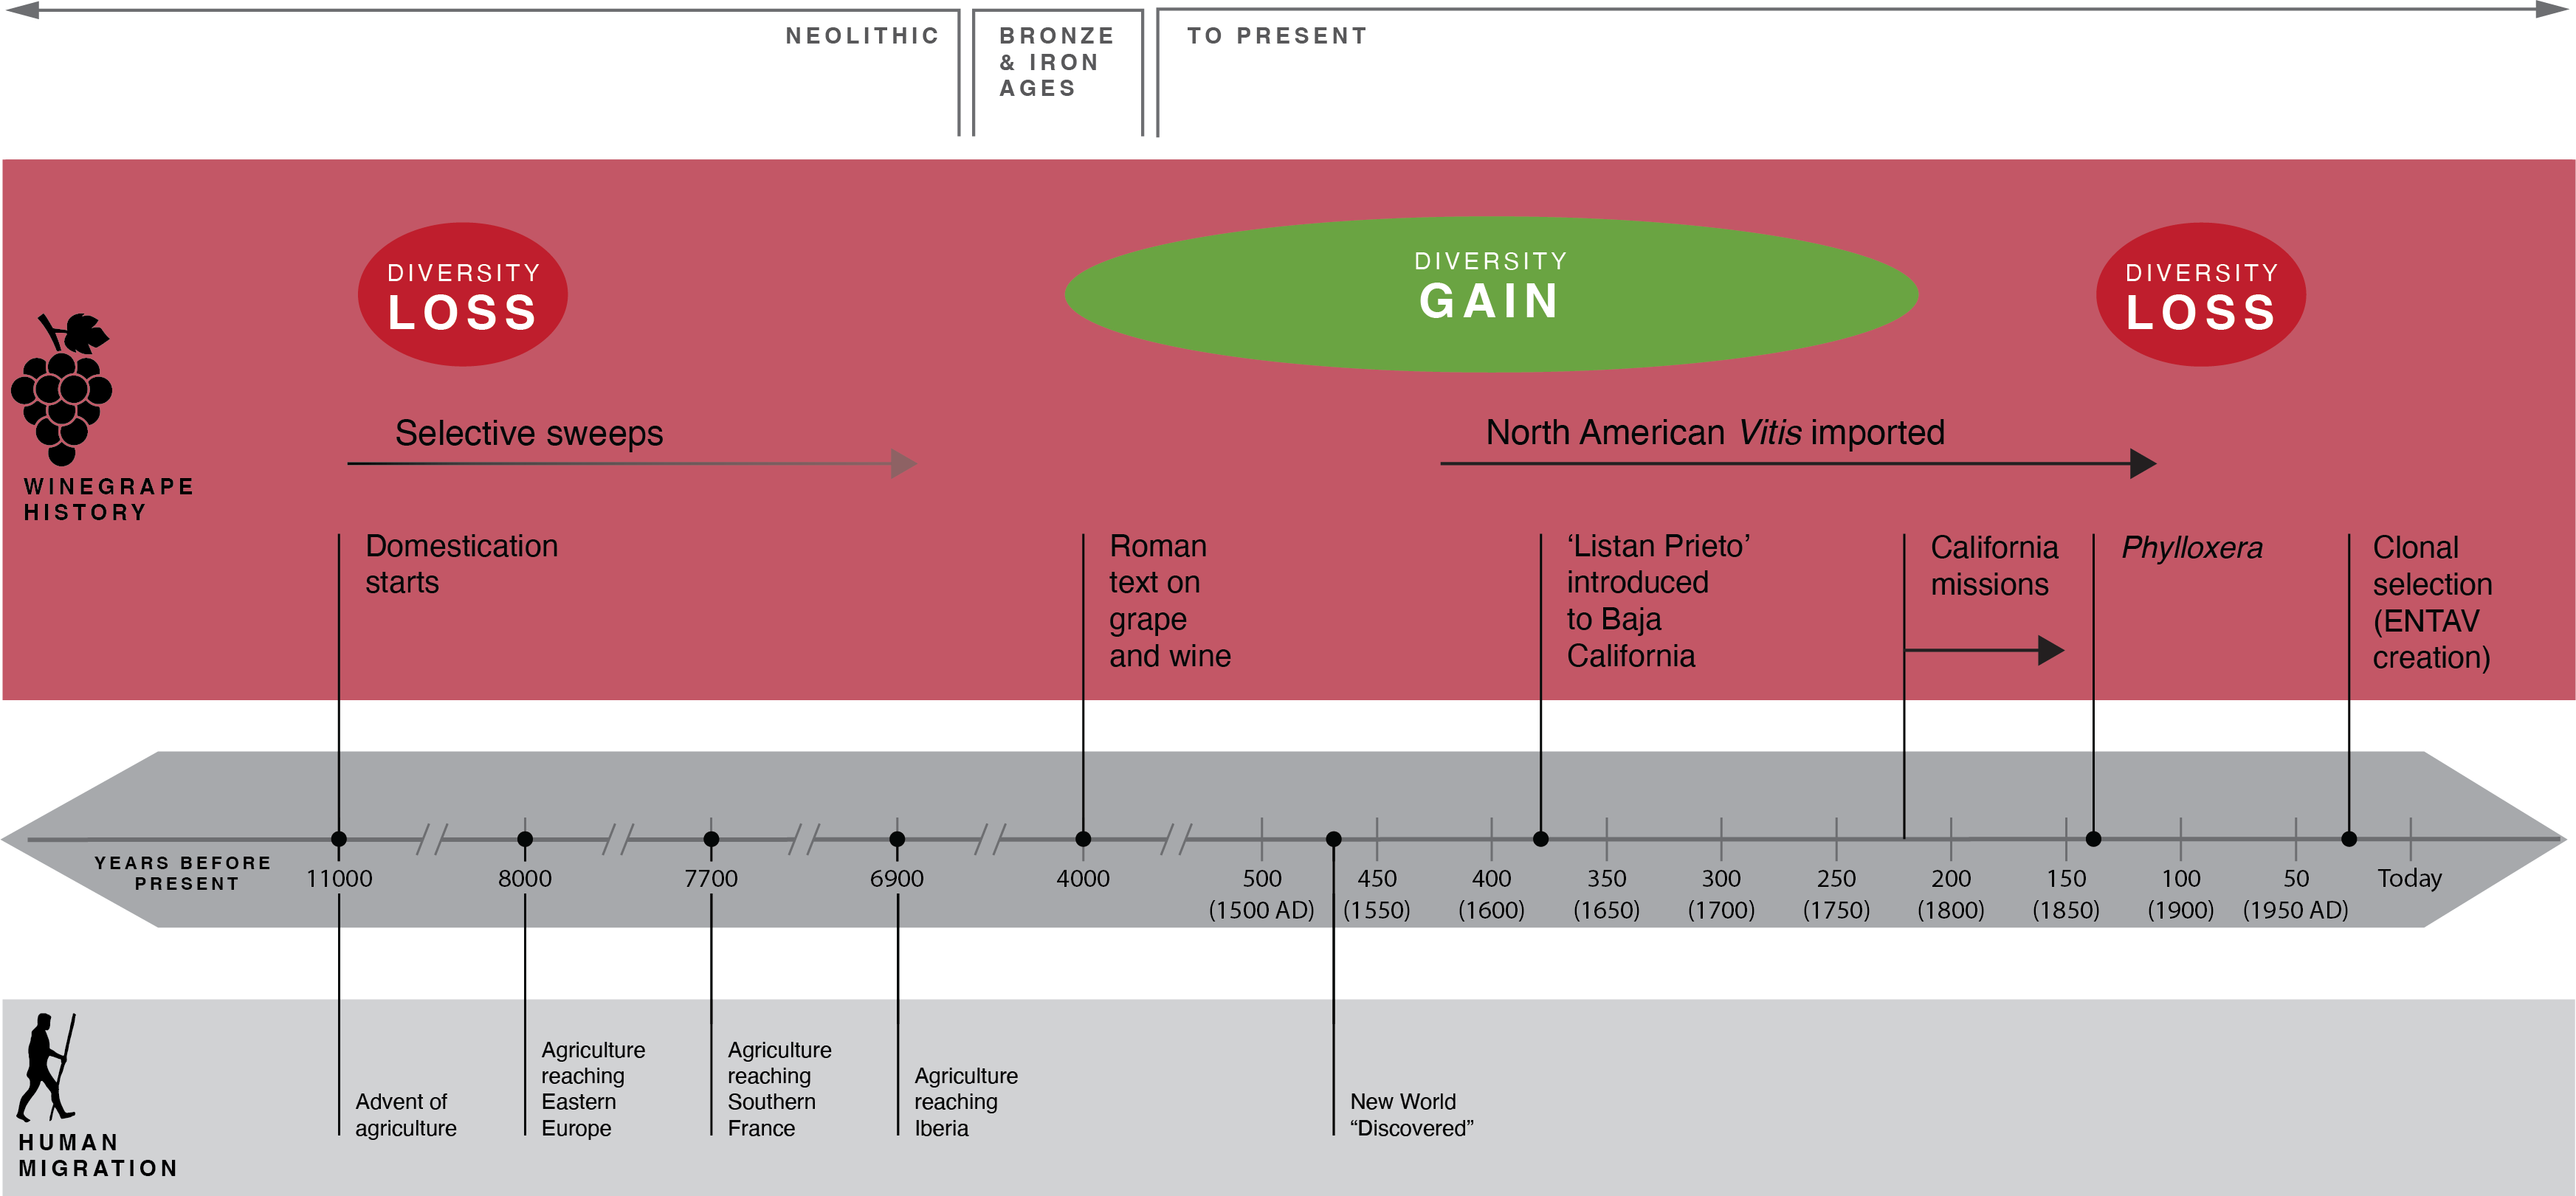 NEOLITHIC
BRONZE
& IRON
AGES
TO PRESENT
DIVERSITY
LOSS
DIVERSITY
GAIN
DIVERSITY
LOSS
Selective sweeps
North American Vitis imported
WINEGRAPE
HISTORY
Domestication
starts
Roman
text on
grape
and wine
‘Listan Prieto’
introduced
to Baja
California
California
missions
Phylloxera
Clonal
selection
(ENTAV
creation)
YEARS BEFORE
PRESENT
11000
8000
7700
6900
4000
500
(1500 AD)
450
(1550)
400
(1600)
350
(1650)
300
(1700)
250
(1750)
200
(1800)
150
(1850)
100
(1900)
50
(1950 AD)
Today
HUMAN
MIGRATION
Advent of
agriculture
Agriculture
reaching
Eastern
Europe
Agriculture
reaching
Southern
France
Agriculture
reaching
Iberia
New World
“Discovered”